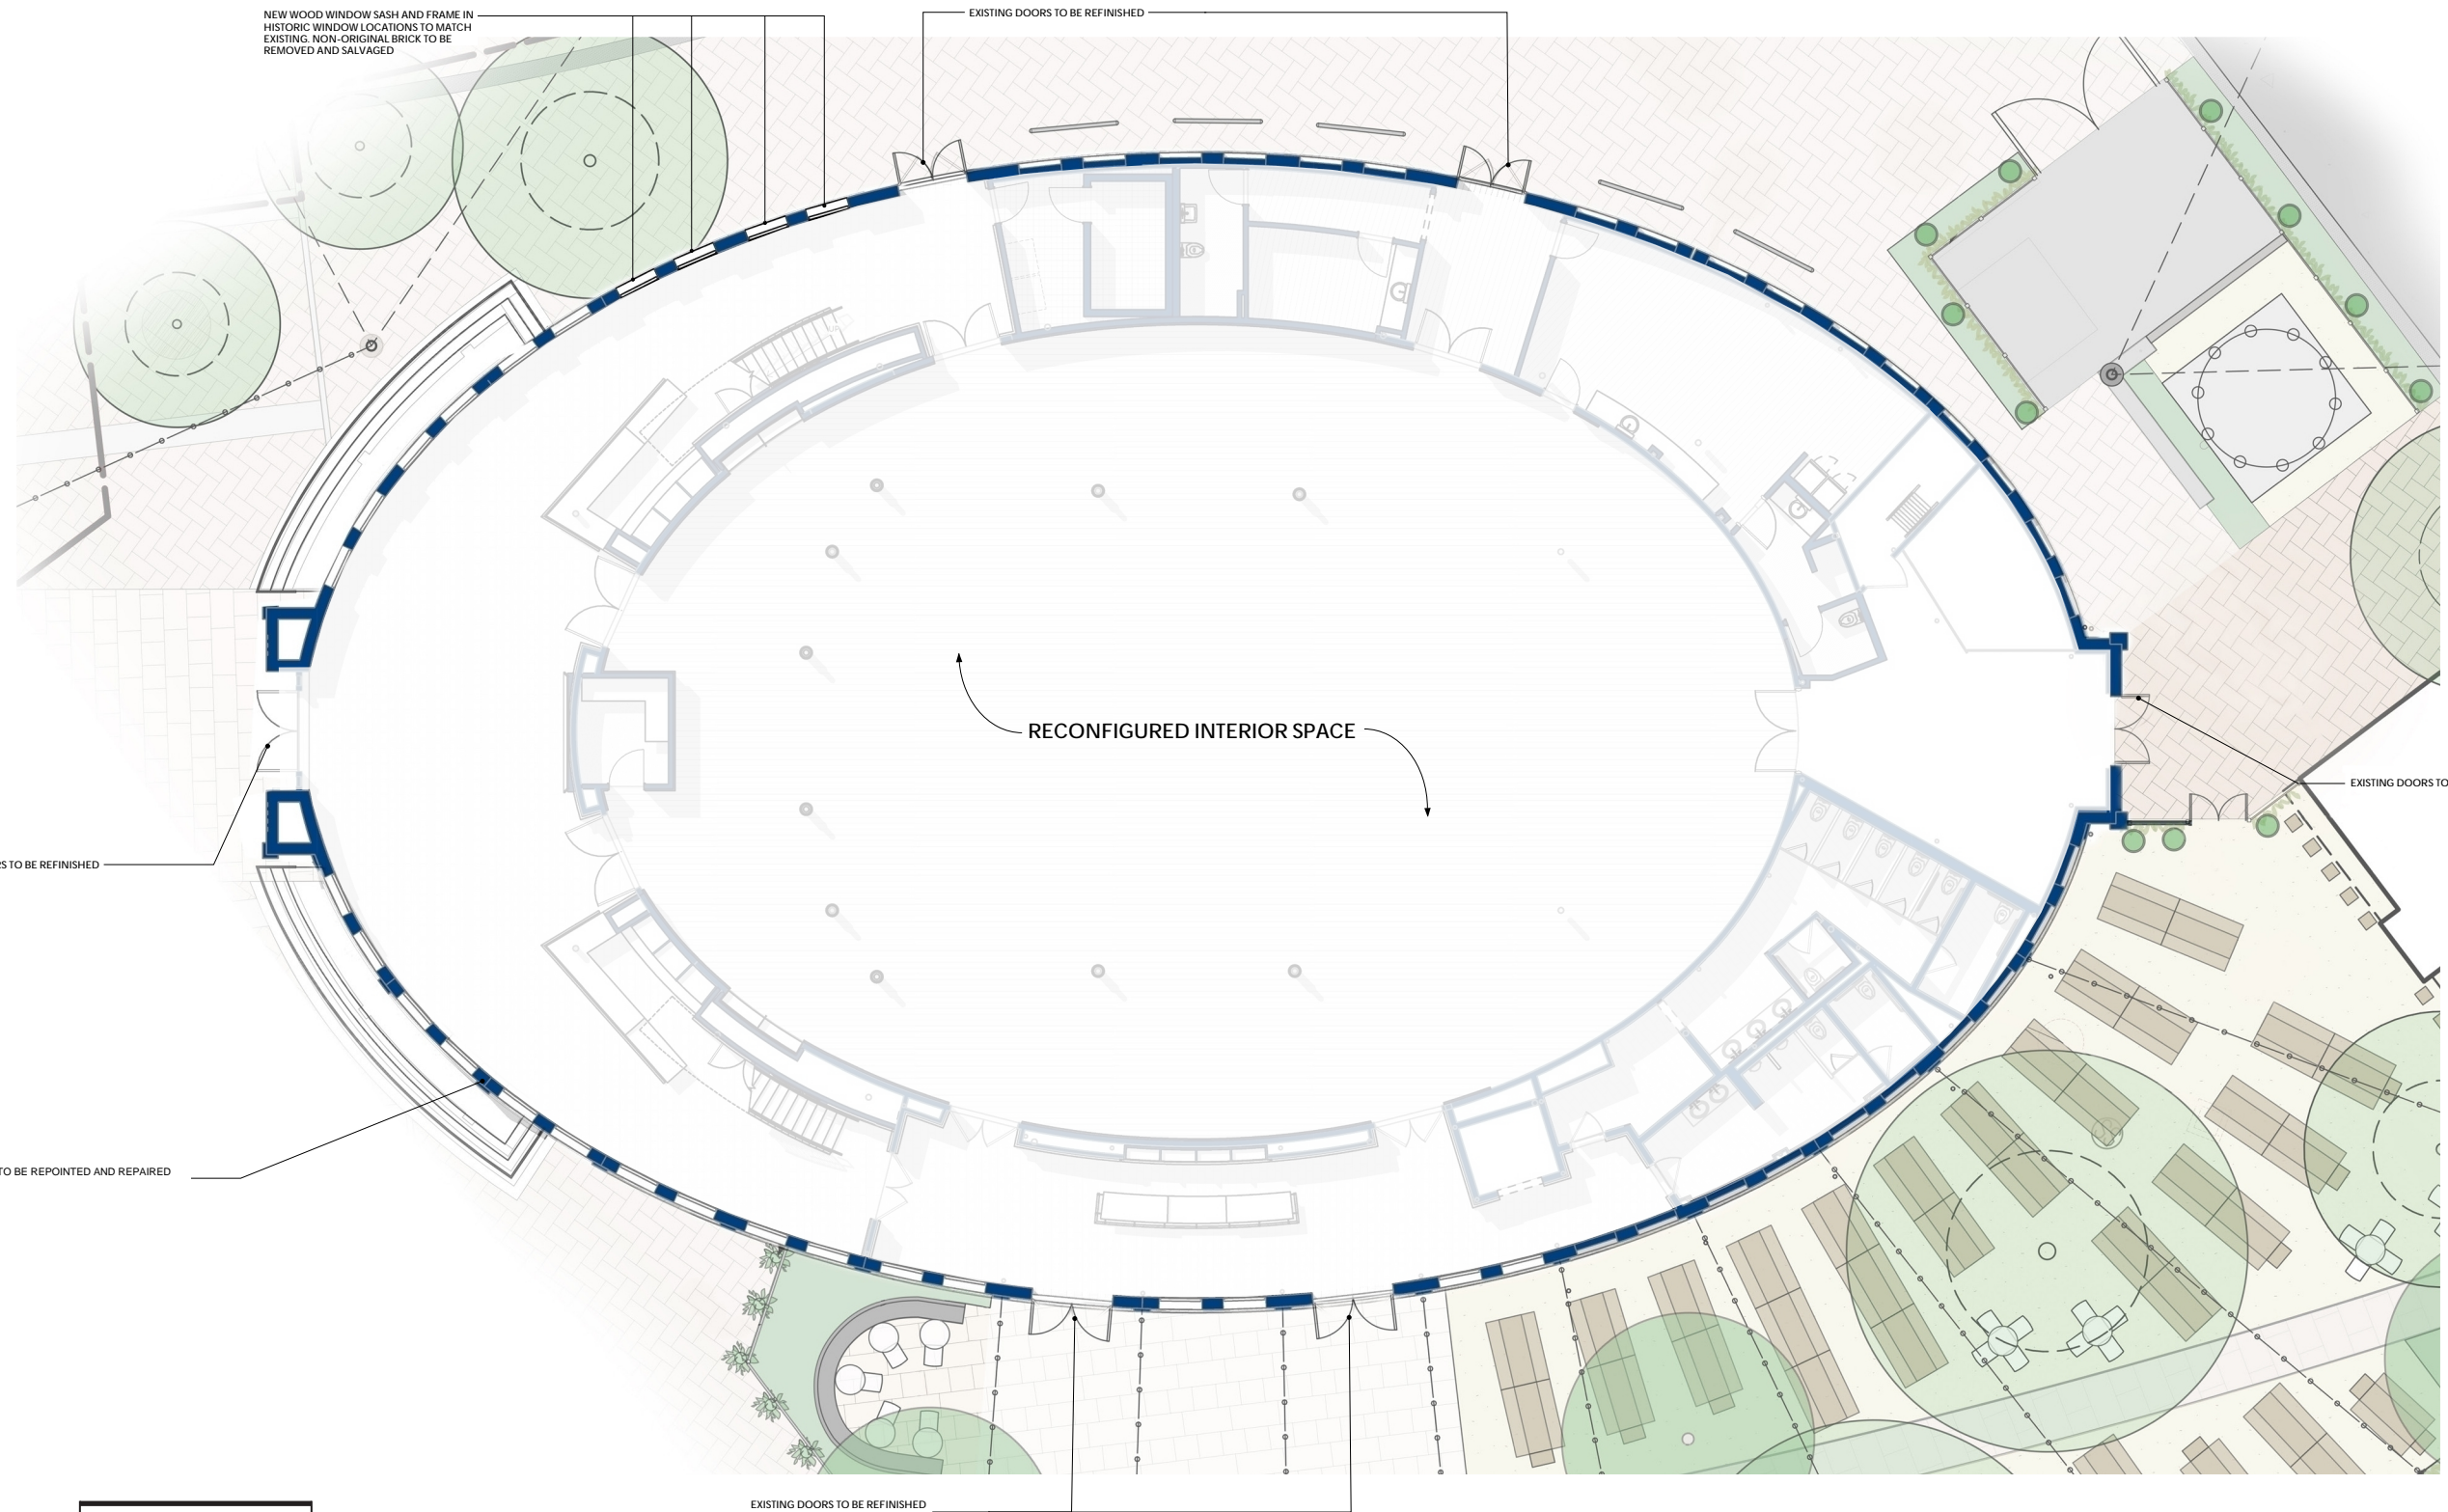 NEW WOOD WINDOW SASH AND FRAME IN
HISTORIC WINDOW LOCATIONS TO MATCH
EXISTING. NON-ORIGINAL BRICK TO BE
REMOVED AND SALVAGED
EXISTING DOORS TO BE REFINISHED
RECONFIGURED INTERIOR SPACE
EXISTING DOORS TO
TO BE REFINISHED
TO BE REPOINTED AND REPAIRED
EXISTING DOORS TO BE REFINISHED